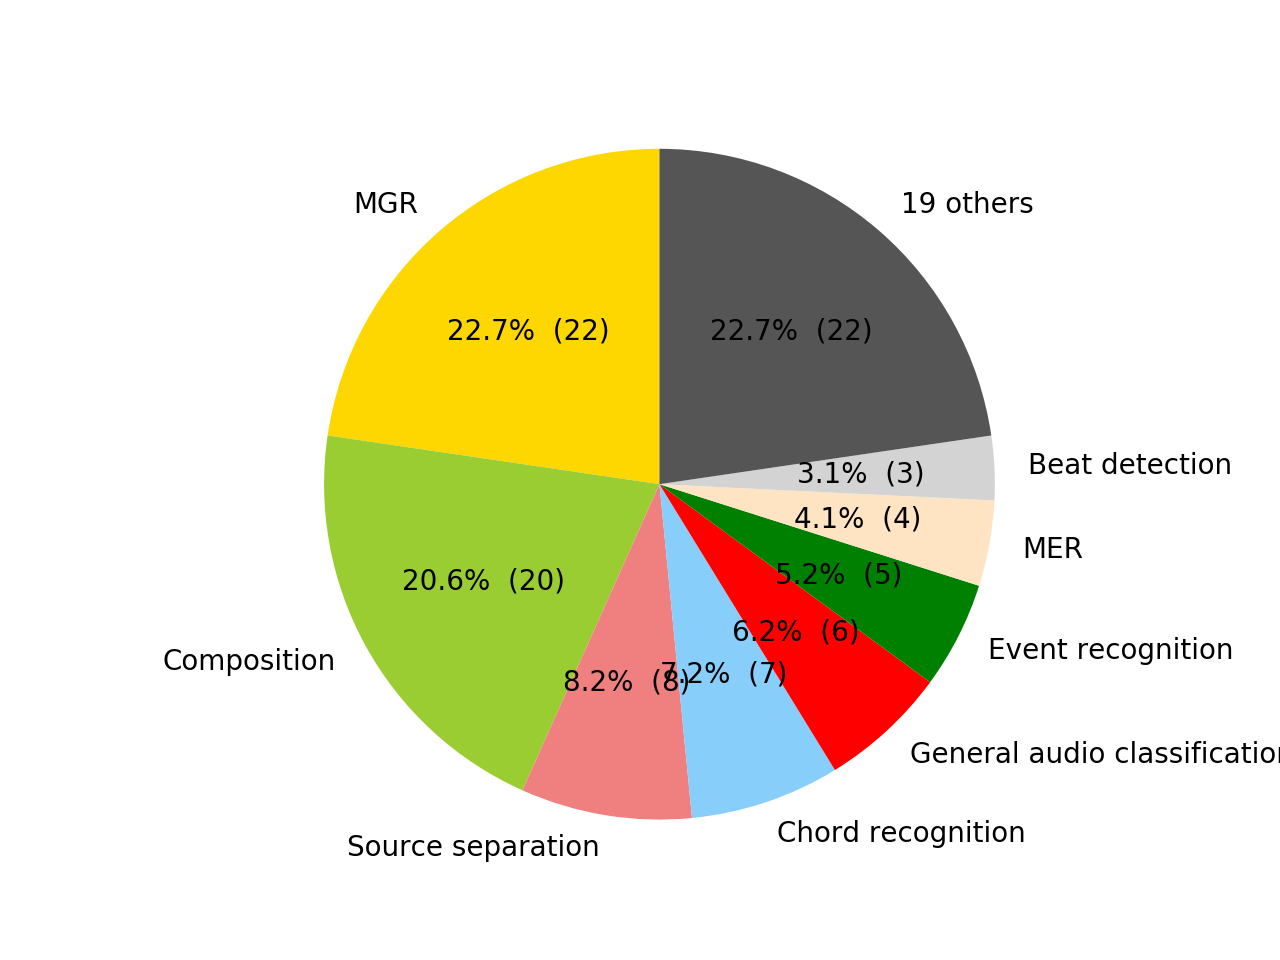 MGR
19 others
22.7% (22)
22.7% (22)
Beat detection
3.1% (3)
4.1% (4)
MER
5.2% (5)
20.6% (20)
6.2% (6)
Event recognition
Composition
8.2% (8)
7.2% (7)
General audio classification
Chord recognition
Source separation